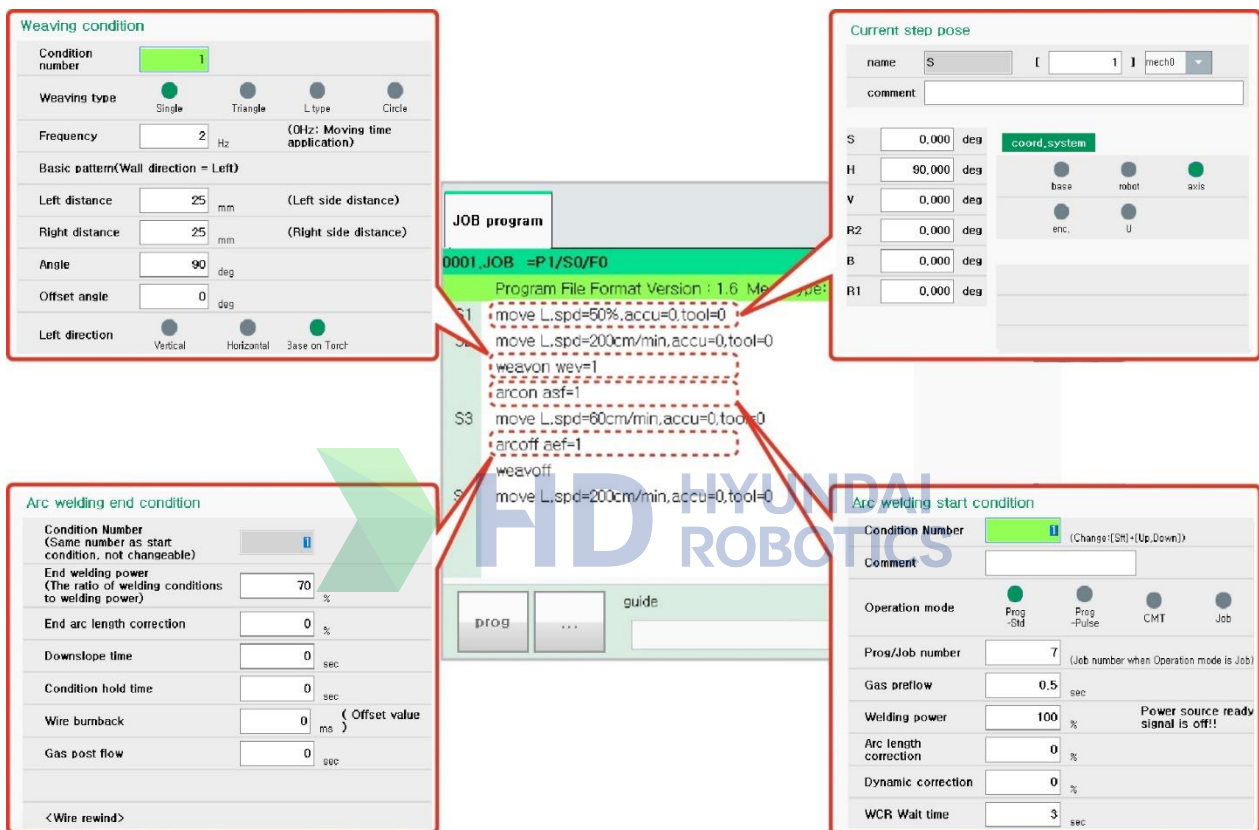 Weaving condition
Condition
number
1
Weaving type
Single
Triangle
L type
Circle
Frequency
2
Hz
(0Hz: Moving time
application)
Basic pattern(Wall direction = Left)
Left distance
25
mm
(Left side distance)
Right distance
25
mm
(Right side distance)
Angle
90
deg
Offset angle
0
deg
Left direction
Vertical
Horizontal
Base on Torch
Current step pose
name
S
[
1
]
mech0
comment
S
0.000
deg
coord_system
H
90.000
deg
base
robot
axis
V
0.000
deg
R2
0.000
deg
enc.
U
B
0.000
deg
R1
0.000
deg
JOB program
0001.JOB =P1/S0/F0
Program File Format Version : 1.6
S1 move L,spd=50%,accu=0,tool=0
move L,spd=200cm/min,accu=0,tool=0
weavon wev=1
arcon asf=1
S3 move L,spd=60cm/min,accu=0,tool=0
arcoff aef=1
weavoff
move L,spd=200cm/min,accu=0,tool=0
HD HYUNDAI
ROBOTICS
prog
...
guide
Arc welding end condition
Condition Number
(Same number as start
condition, not changeable)
1
End welding power
(The ratio of welding conditions
to welding power)
70
%
End arc length correction
0
%
Downslope time
0
sec
Condition hold time
0
sec
Wire burnback
0
ms
( Offset value
)
Gas post flow
0
sec
<Wire rewind>
Arc welding start condition
Condition Number
1
(Change:[Sft]+[Up,Down])
Comment
Operation mode
Prog
-Std
Prog
-Pulse
CMT
Job
Prog/Job number
7
(Job number when Operation mode is Job)
Gas preflow
0.5
sec
Welding power
100
%
Power source ready
signal is off!!
Arc length
correction
0
%
Dynamic correction
0
%
WCR Wait time
3
sec